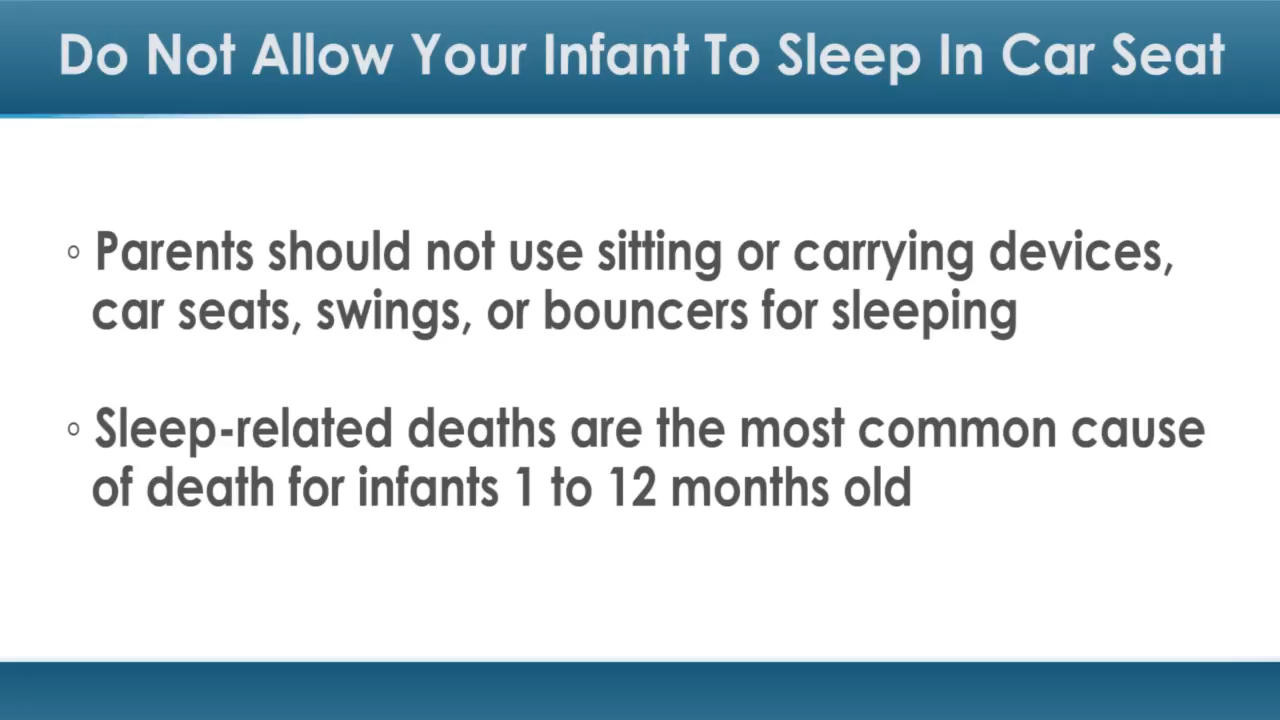 Do Not Allow Your Infant To Sleep In Car Seat
◦ Parents should not use sitting or carrying devices,
car seats, swings, or bouncers for sleeping
◦ Sleep-related deaths are the most common cause
of death for infants 1 to 12 months old